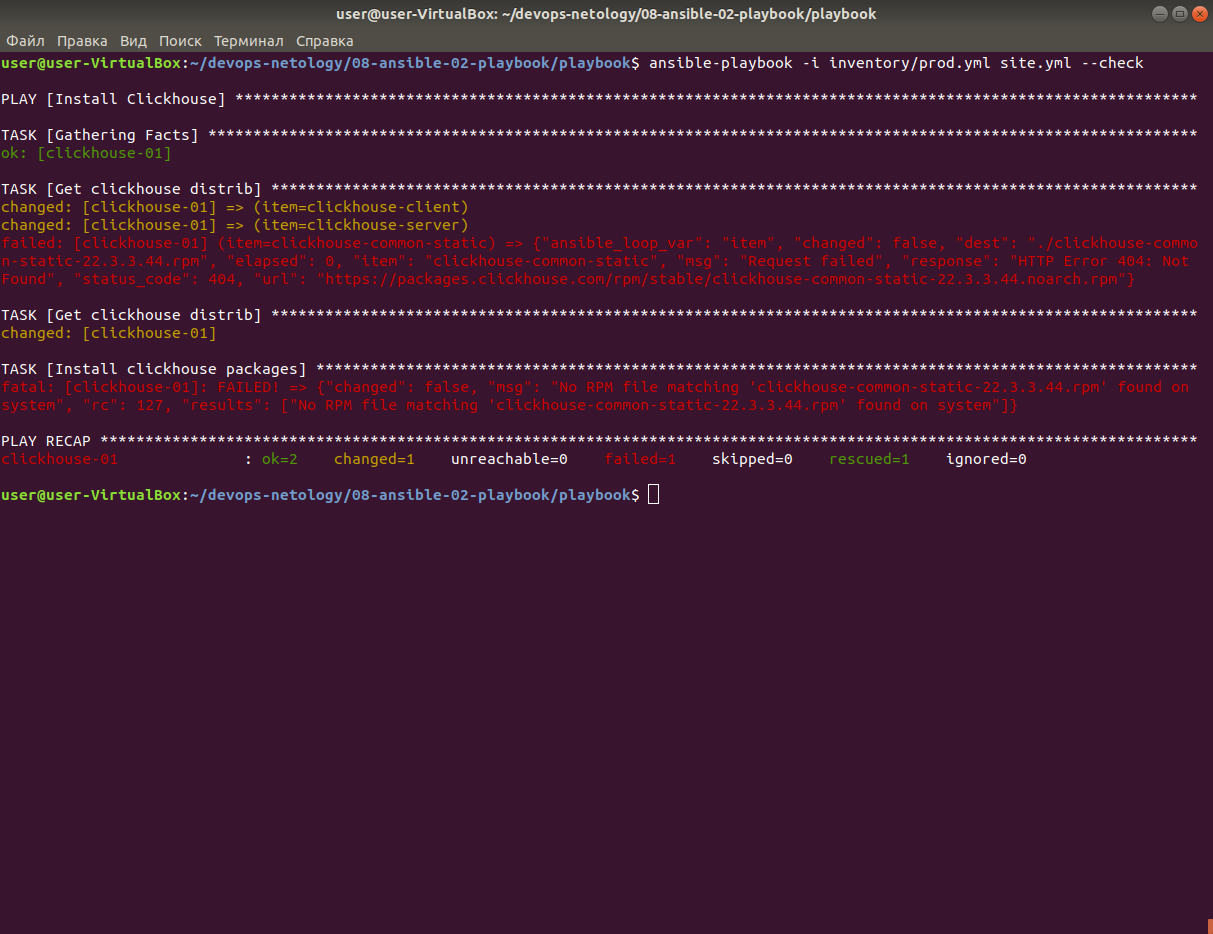 user@user-VirtualBox: ~/devops-netology/08-ansible-02-playbook/playbook
Файл Правка Вид Поиск Терминал Справка
user@user-VirtualBox:~/devops-netology/08-ansible-02-playbook/playbook$ ansible-playbook -i inventory/prod.yml site.yml --check
PLAY [Install Clickhouse] ***********************************************************************************************************
TASK [Gathering Facts] **************************************************************************************************************
ok: [clickhouse-01]
TASK [Get clickhouse distrib] *******************************************************************************************************
changed: [clickhouse-01] => (item=clickhouse-client)
changed: [clickhouse-01] => (item=clickhouse-server)
failed: [clickhouse-01] (item=clickhouse-common-static) => {"ansible_loop_var": "item", "changed": false, "dest": "./clickhouse-commo
n-static-22.3.3.44.rpm", "elapsed": 0, "item": "clickhouse-common-static", "msg": "Request failed", "response": "HTTP Error 404: Not
Found", "status_code": 404, "url": "https://packages.clickhouse.com/rpm/stable/clickhouse-common-static-22.3.3.44.noarch.rpm"}
TASK [Get clickhouse distrib] *******************************************************************************************************
changed: [clickhouse-01]
TASK [Install clickhouse packages] **************************************************************************************************
fatal: [clickhouse-01]: FAILED! => {"changed": false, "msg": "No RPM file matching 'clickhouse-common-static-22.3.3.44.rpm' found on
system", "rc": 127, "results": ["No RPM file matching 'clickhouse-common-static-22.3.3.44.rpm' found on system"]}
PLAY RECAP **************************************************************************************************************************
clickhouse-01 : ok=2 changed=1 unreachable=0 failed=1 skipped=0 rescued=1 ignored=0
user@user-VirtualBox:~/devops-netology/08-ansible-02-playbook/playbook$